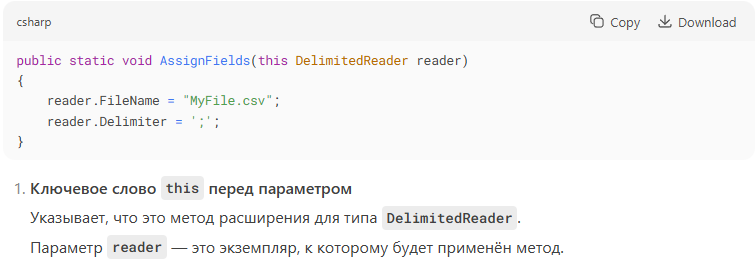 csharp Copy Download
public static void AssignFields(this DelimitedReader reader)
{
    reader.FileName = "MyFile.csv";
    reader.Delimiter = ';';
}
1. Ключевое слово this перед параметром
Указывает, что это метод расширения для типа DelimitedReader.
Параметр reader — это экземпляр, к которому будет применён метод.